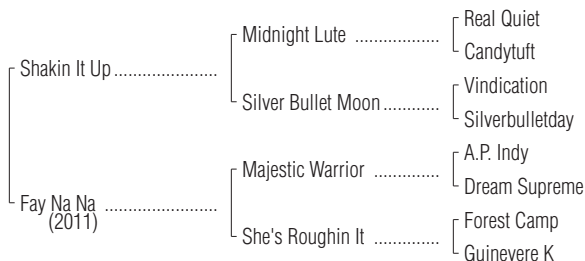 Real Quiet
Midnight Lute ....................
Candytuft
Shakin It Up .........................
Vindication
Silver Bullet Moon .............
Silverbulletday
A.P. Indy
Majestic Warrior ................
Dream Supreme
Fay Na Na ...........................
(2011)
Forest Camp
She's Roughin It ................
Guinevere K